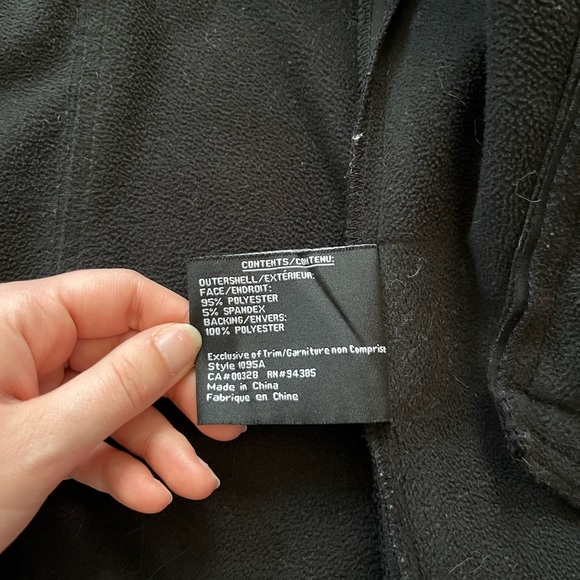 CONTENTS/CONTENU:
OUTERSHELL/EXTÉRIEUR:
FACE/ENDROIT:
95% POLYESTER
5% SPANDEX
BACKING/ENVERS:
100% POLYESTER
Exclusive of Trim/Garniture non Comprise
Style 1095A
CA#00328 RN#94385
Made in China
Fabrique en Chine